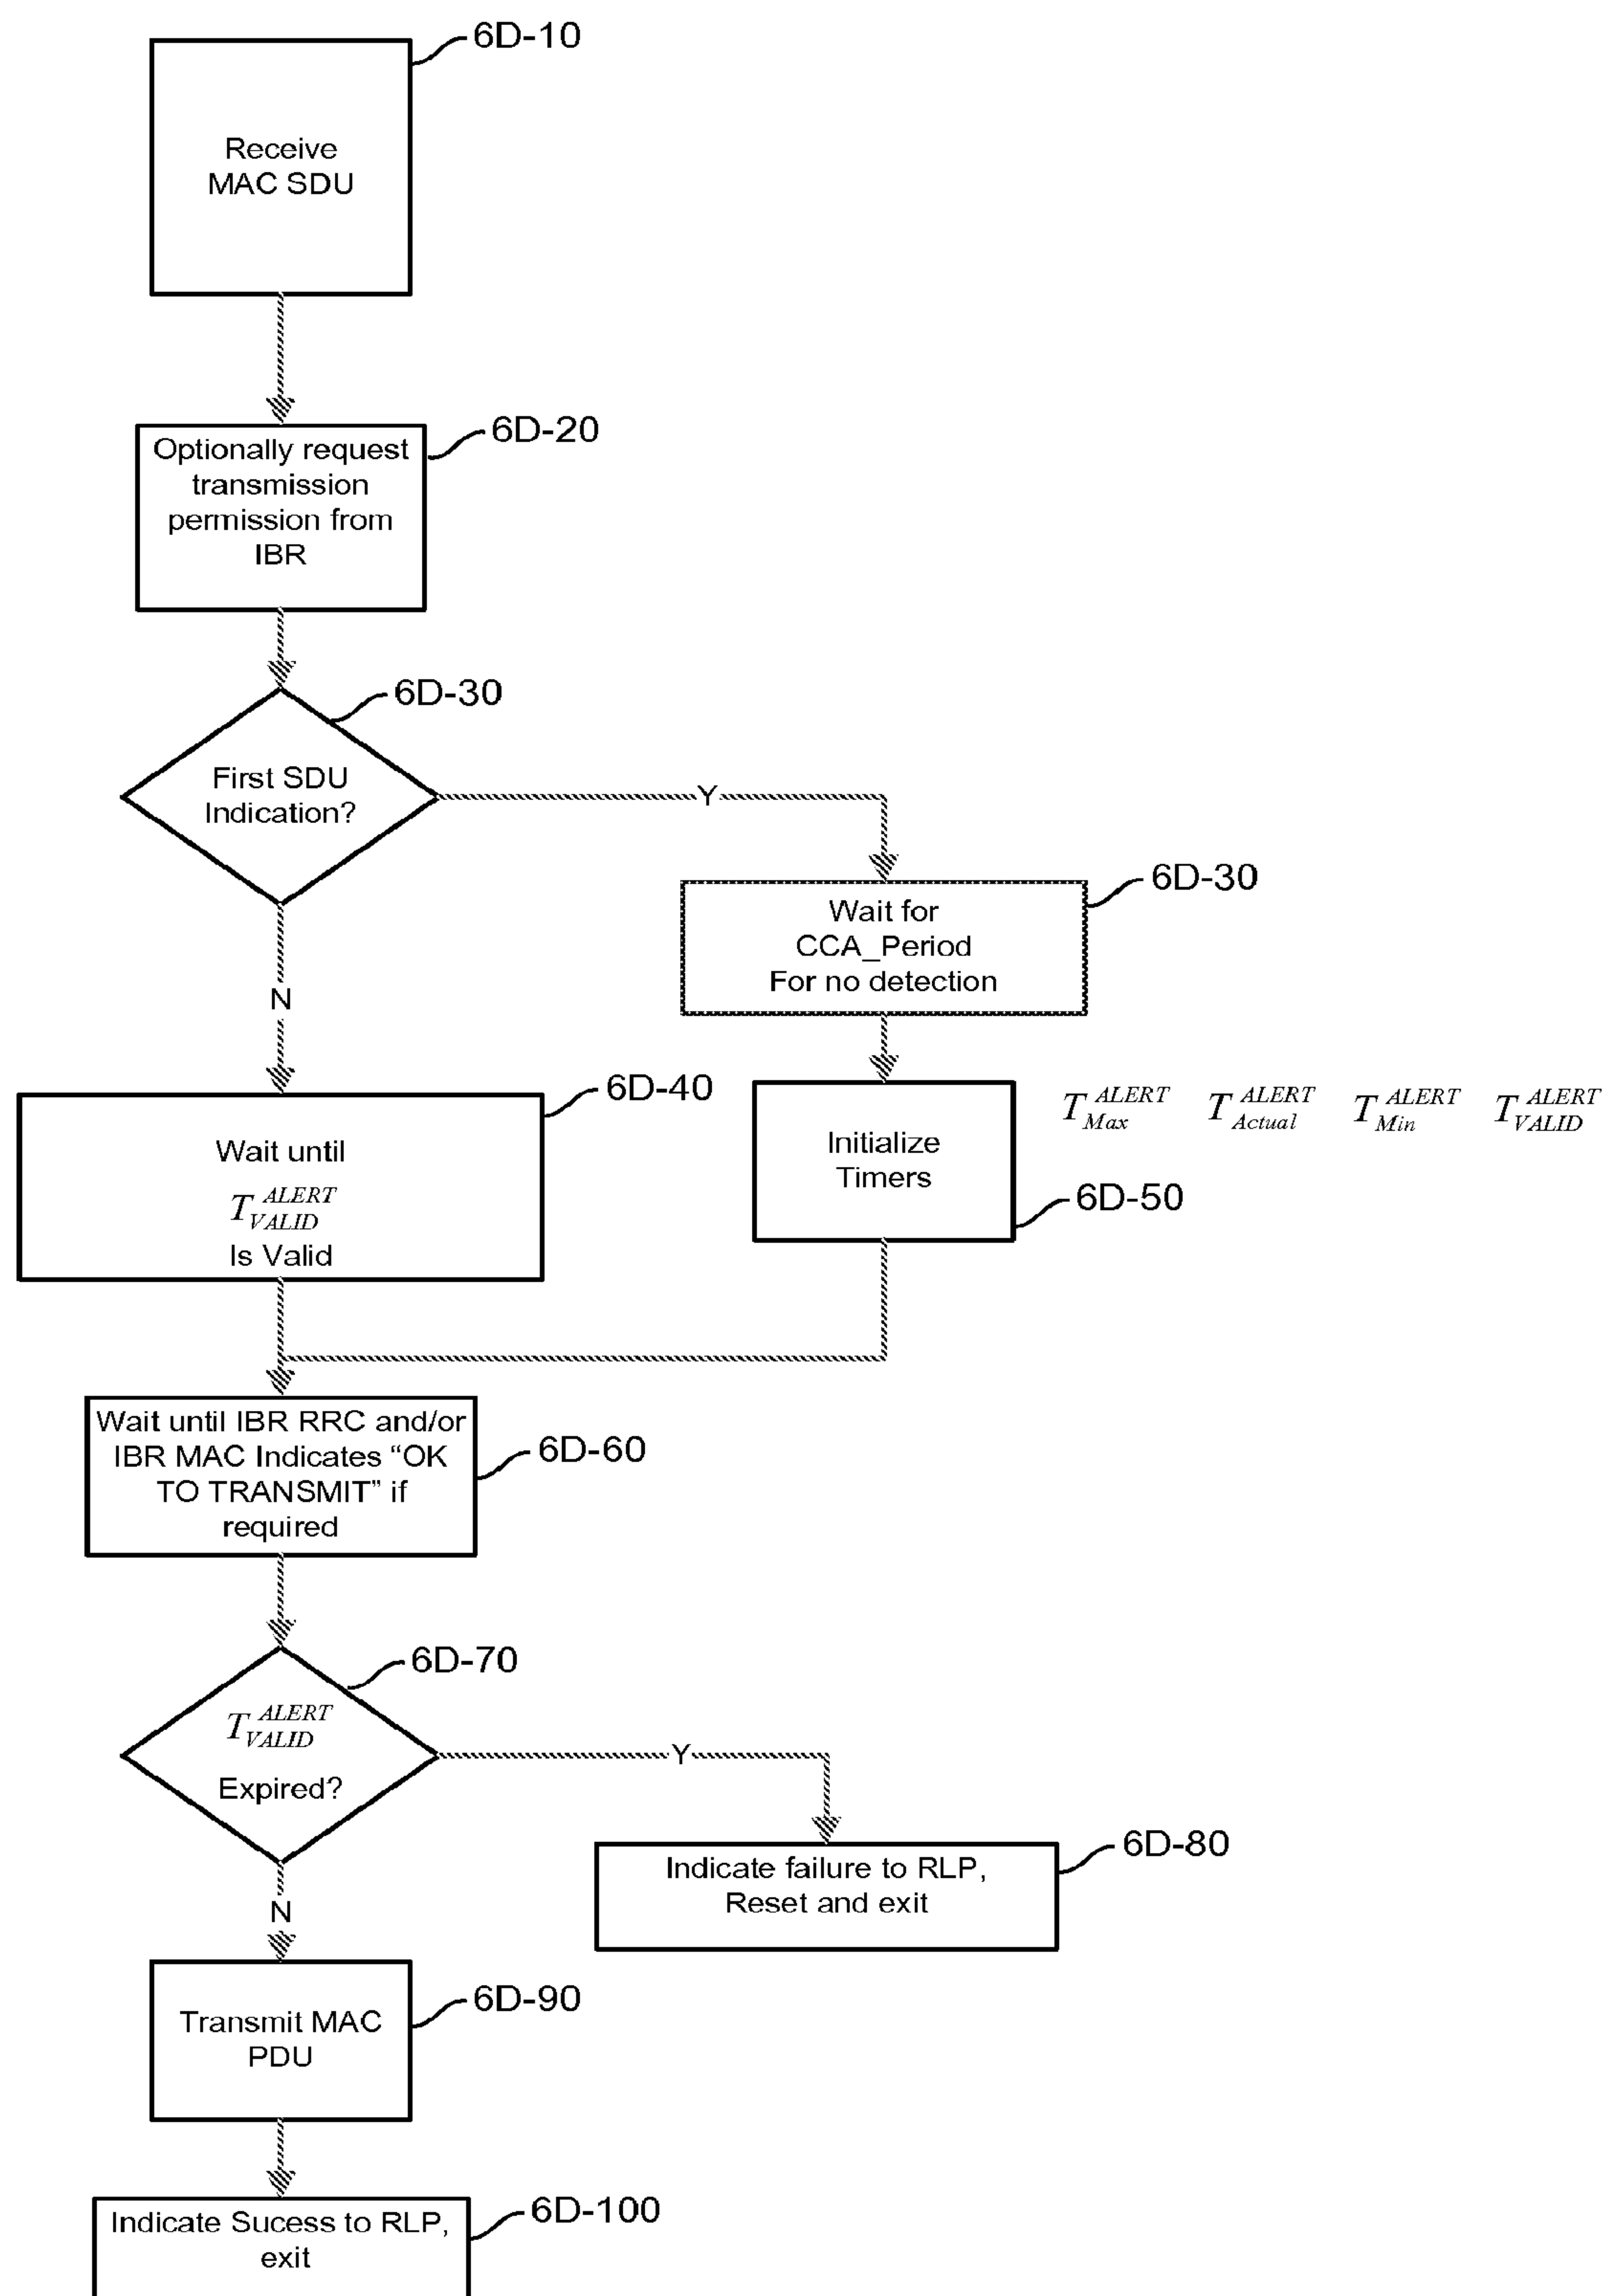 6D-10
Receive
MAC SDU
6D-20
Optionally request
transmission
permission from
IBR
6D-30
First SDU
Indication?
Y
N
6D-30
Wait for
CCA_Period
For no detection
6D-40
Wait until
T ALERT VALID
Is Valid
Initialize
Timers
T ALERT Max T ALERT Actual T ALERT Min T ALERT VALID
6D-50
Wait until IBR RRC and/or
IBR MAC Indicates “OK
TO TRANSMIT” if
required
6D-60
6D-70
T ALERT VALID
Expired?
Y
N
6D-80
Indicate failure to RLP,
Reset and exit
6D-90
Transmit MAC
PDU
6D-100
Indicate Sucess to RLP,
exit